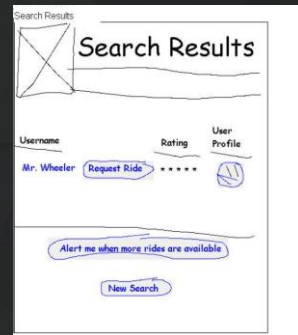 Search Results
Search Results
Username Rating User Profile
Mr. Wheeler Request Ride * * * * *
Alert me when more rides are available
New Search